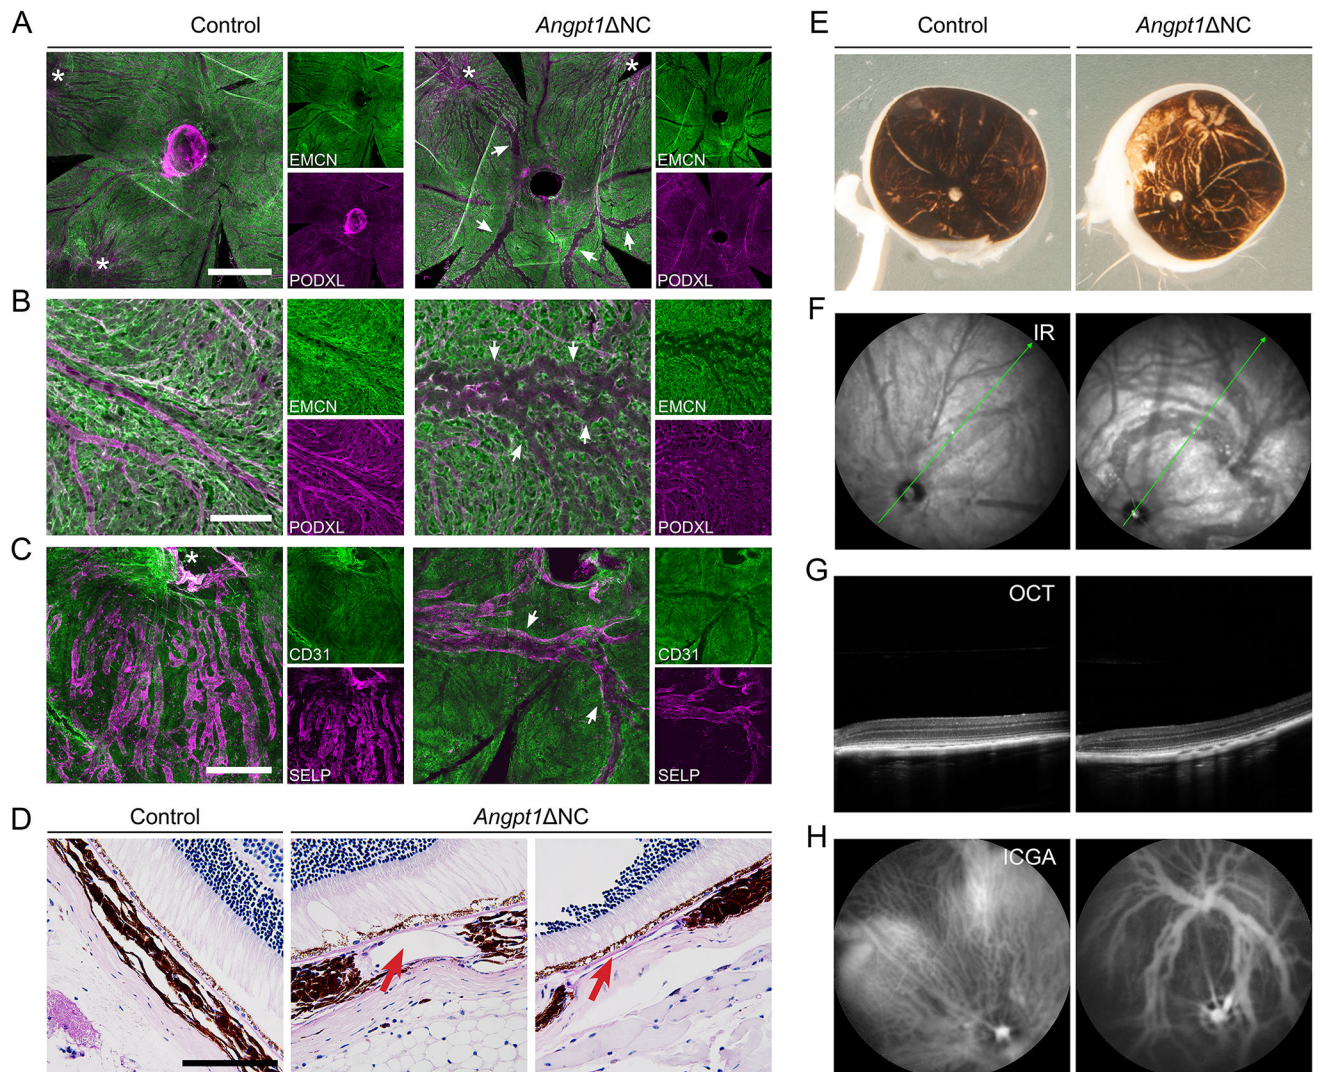 A
Control
Angpt1ΔNC
*
*
EMCN
PODXL
*
*
EMCN
PODXL
B
EMCN
PODXL
EMCN
PODXL
C
*
CD31
SELP
CD31
SELP
D
Control
Angpt1ΔNC
E
Control
Angpt1ΔNC
F
IR
G
OCT
H
ICGA